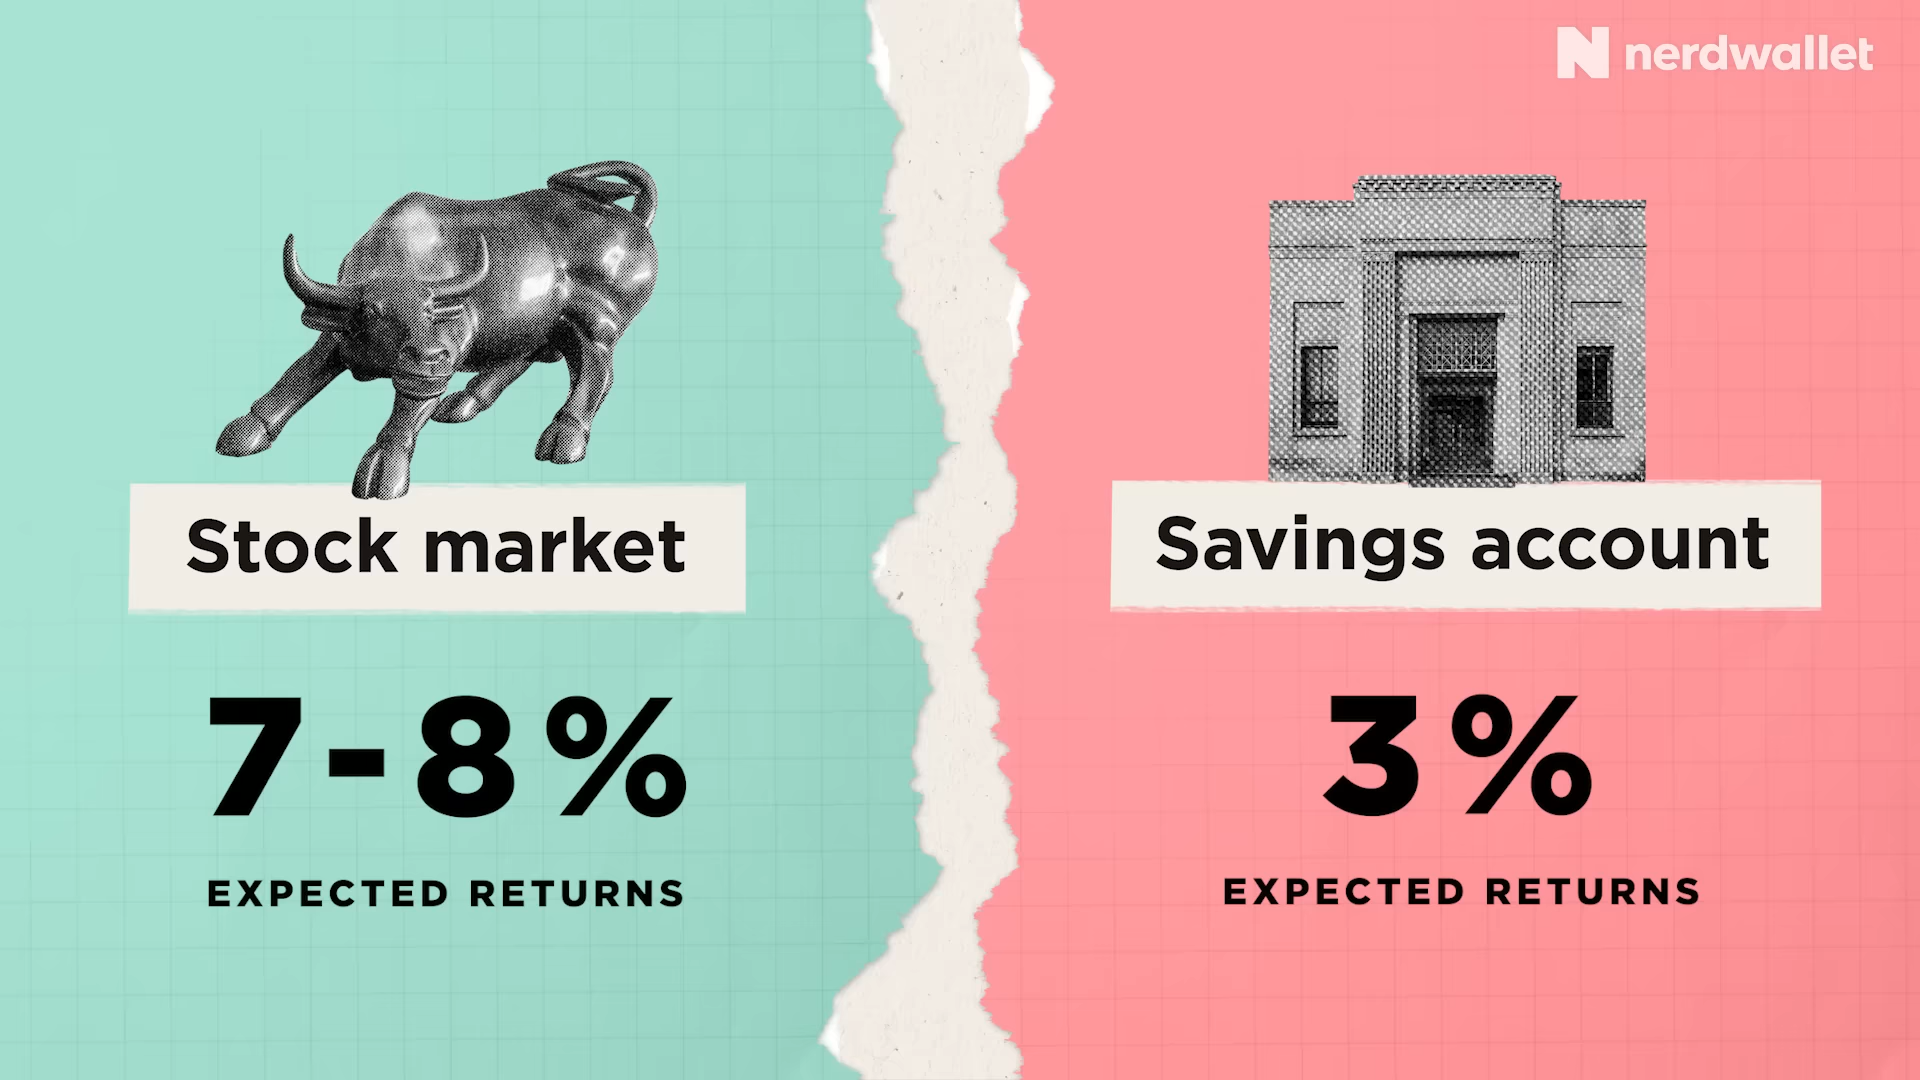 nerdwallet
Stock market
7-8%
EXPECTED RETURNS
Savings account
3%
EXPECTED RETURNS